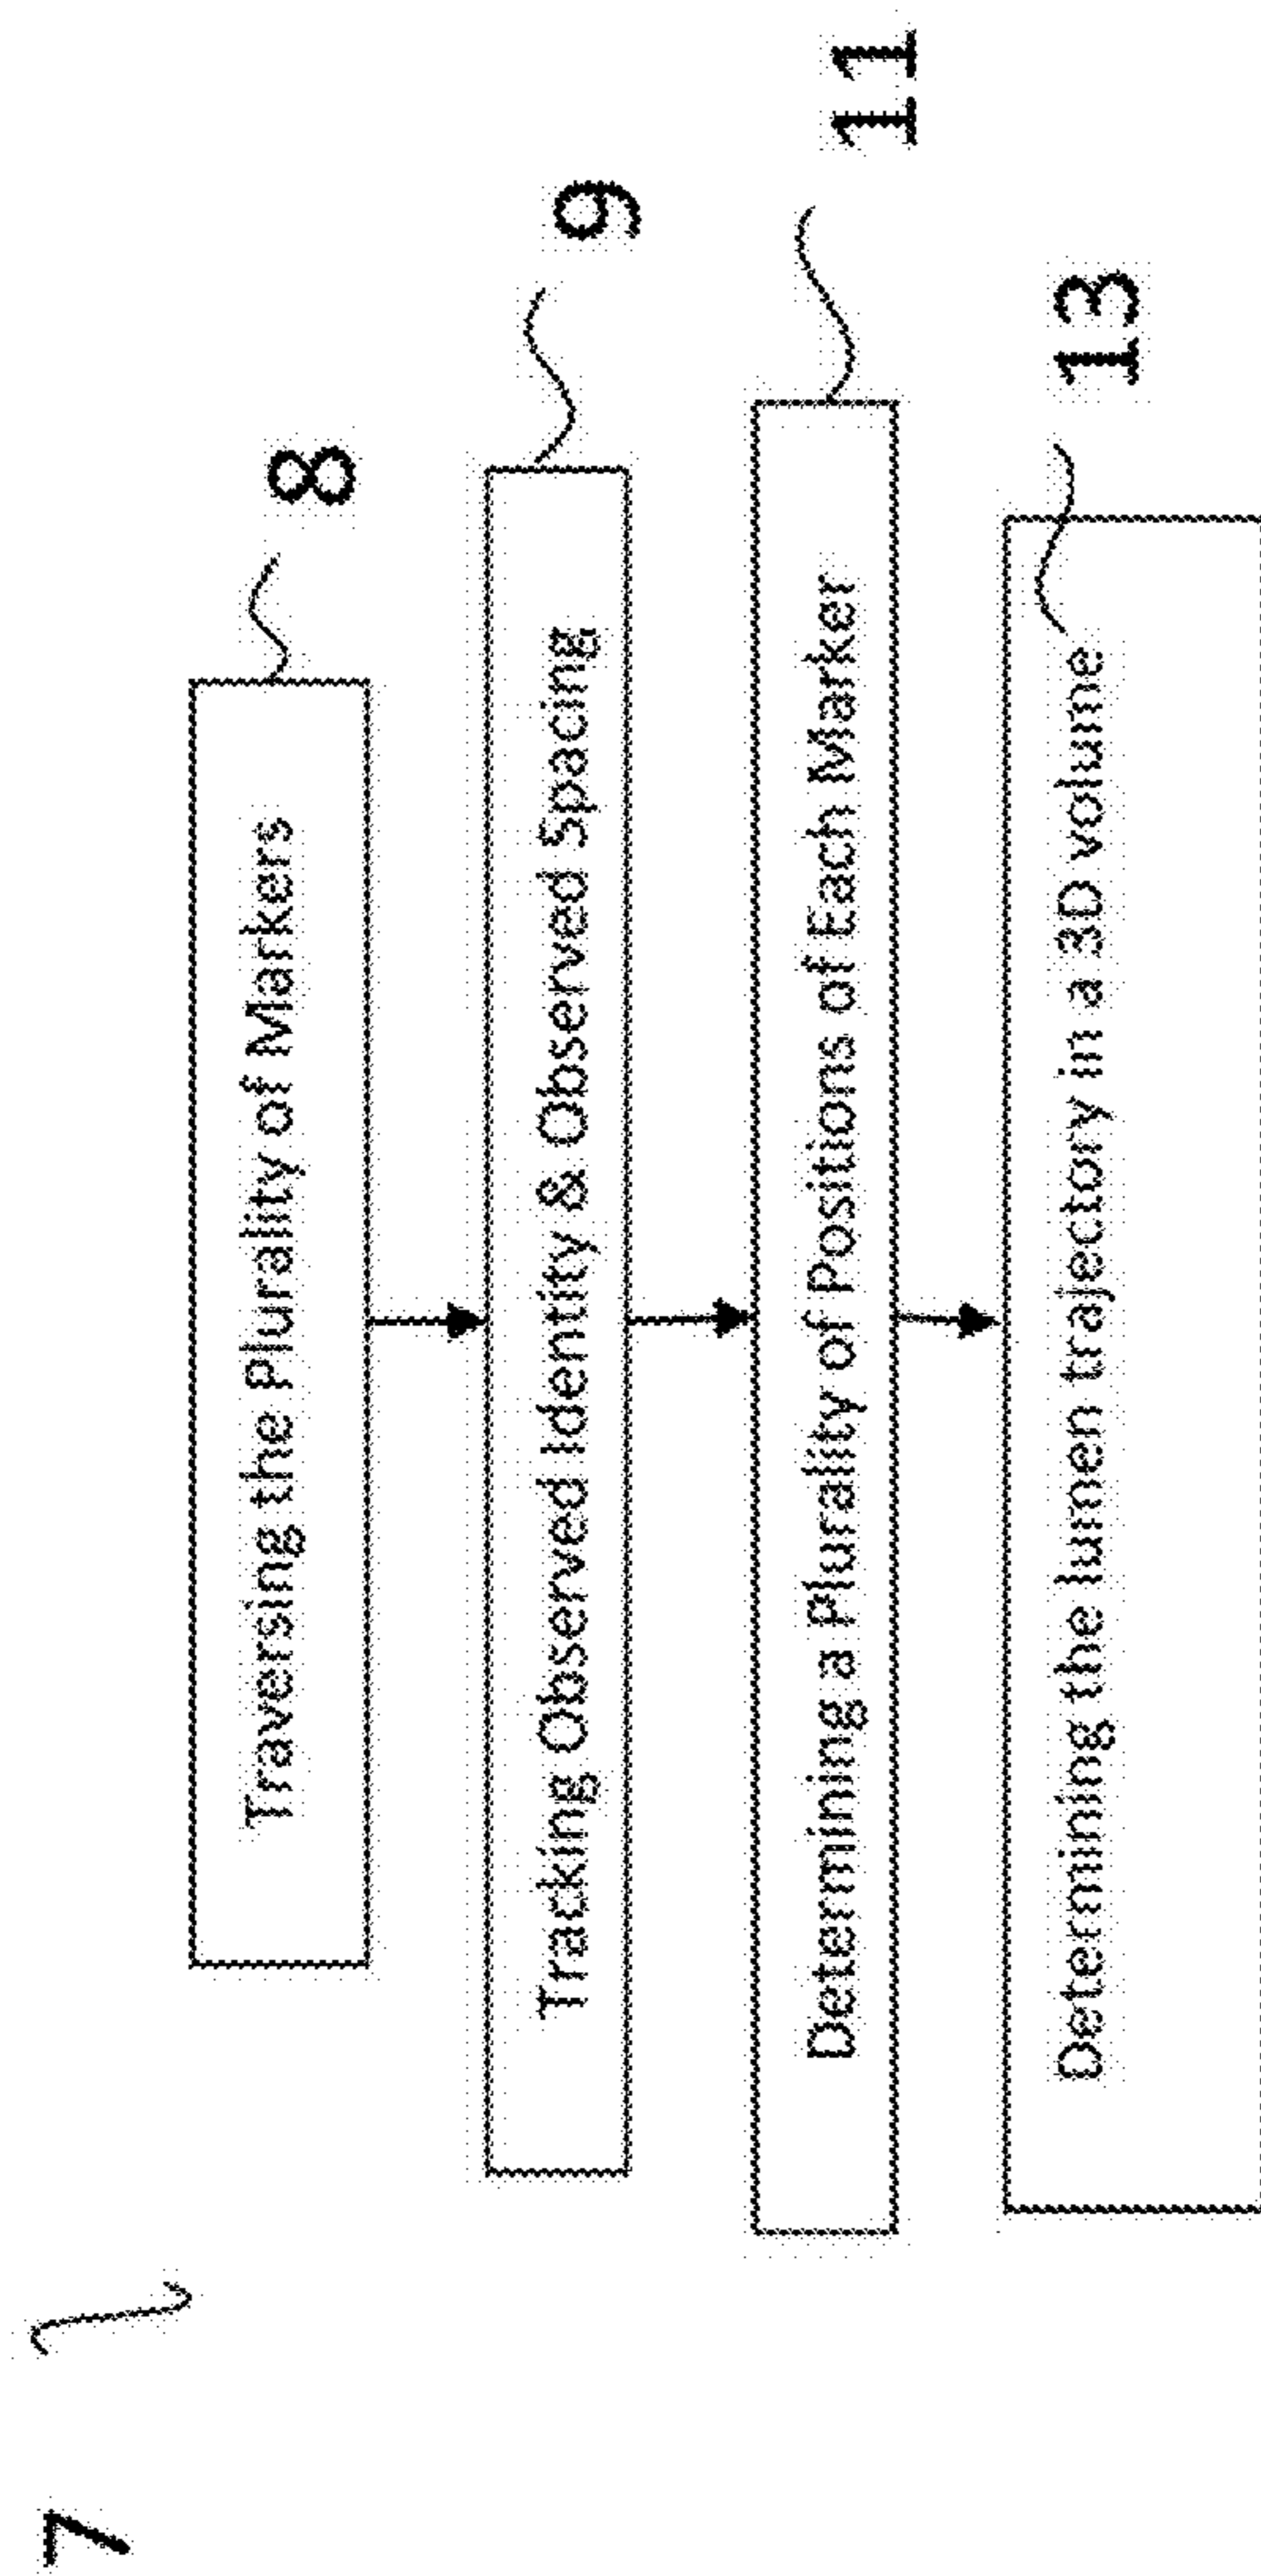 7
8
Traversing the Plurality of Markers
9
Tracking Observed Identity & Observed Spacing
11
Determining a Plurality of Positions of Each Marker
13
Determining the lumen trajectory in a 3D volume